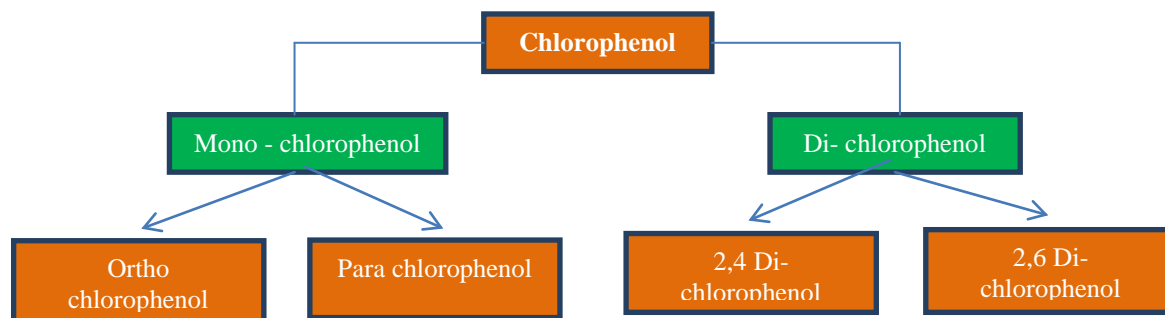 Chlorophenol
Mono - chlorophenol
Di- chlorophenol
Ortho
chlorophenol
Para chlorophenol
2,4 Di-
chlorophenol
2,6 Di-
chlorophenol